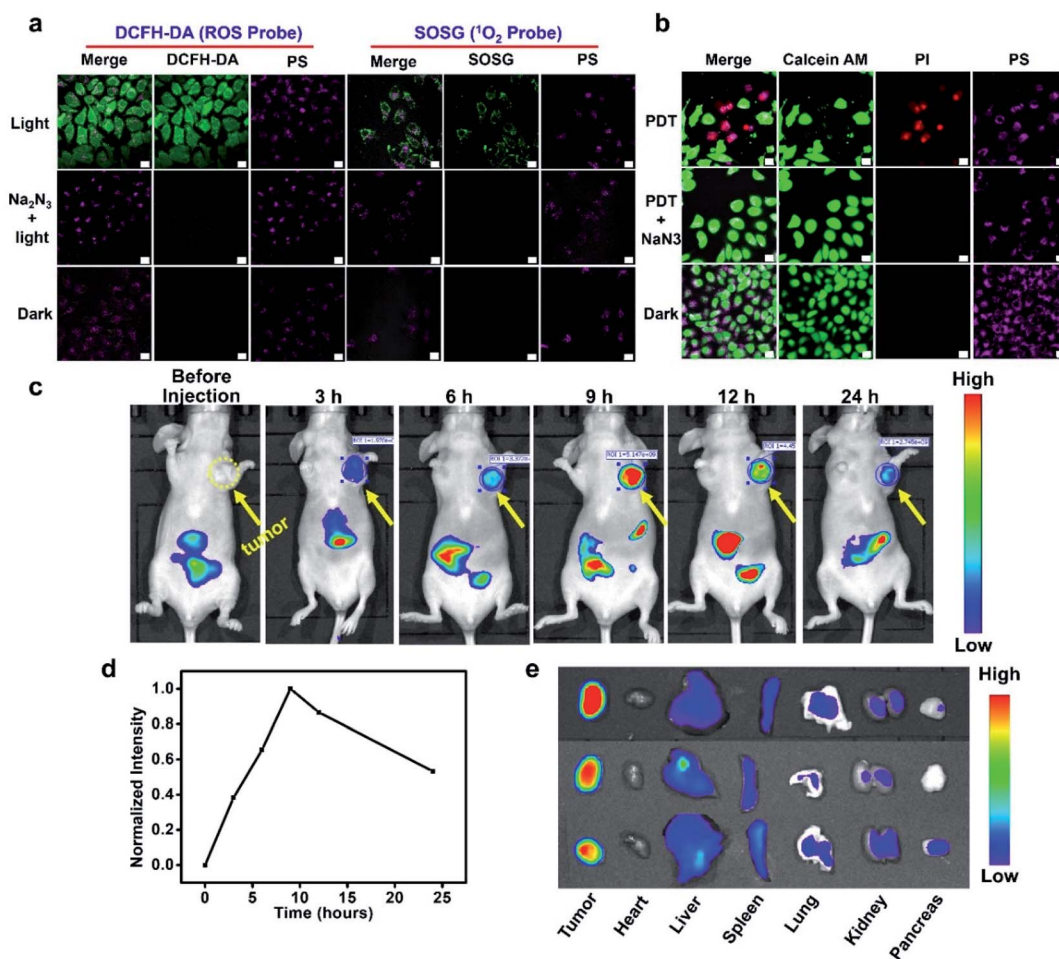 a
DCFH-DA (ROS Probe)
SOSG (¹O₂ Probe)
Merge DCFH-DA PS Merge SOSG PS
Light
Na₂N₃
+
light
Dark
b
Merge Calcein AM PI PS
PDT
PDT
+
NaN3
Dark
c
Before
Injection
3 h 6 h 9 h 12 h 24 h
tumor
High
Low
d
Normalized Intensity
1.0
0.8
0.6
0.4
0.2
0.0
0 5 10 15 20 25
Time (hours)
e
High
Low
Tumor Heart Liver Spleen Lung Kidney Pancreas